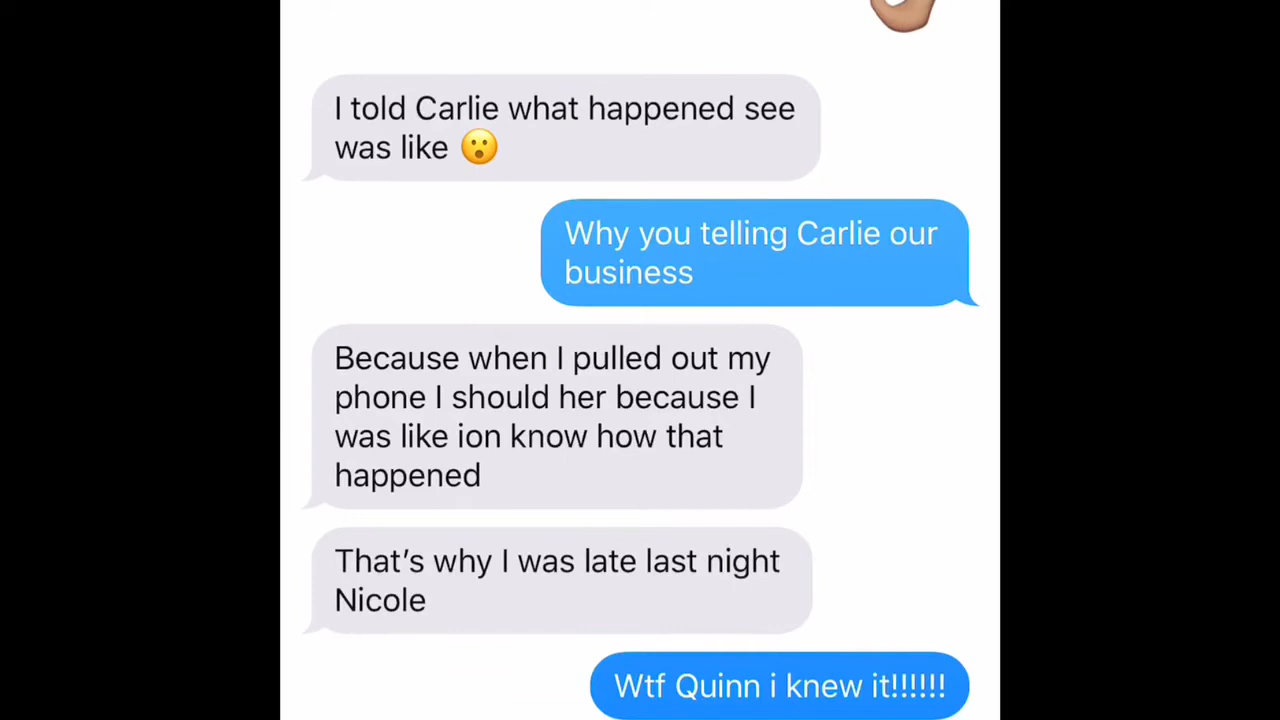 I told Carlie what happened see
was like 😮
Why you telling Carlie our
business
Because when I pulled out my
phone I should her because I
was like ion know how that
happened
That’s why I was late last night
Nicole
Wtf Quinn i knew it!!!!!!